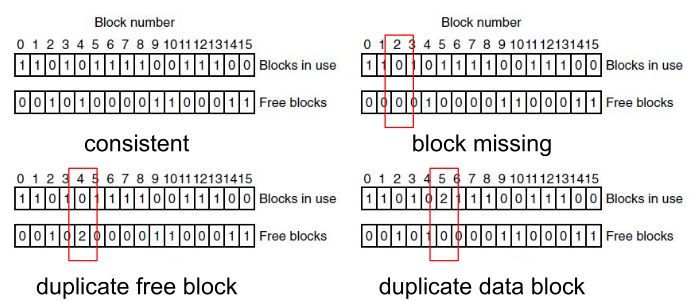 Block number
0 1 2 3 4 5 6 7 8 9 10 11 12 13 14 15
1 1 0 1 0 1 1 1 1 0 0 1 1 1 0 0 Blocks in use
0 0 1 0 1 0 0 0 0 1 1 0 0 0 1 1 Free blocks
consistent
Block number
0 1 2 3 4 5 6 7 8 9 10 11 12 13 14 15
1 1 0 1 0 1 1 1 1 0 0 1 1 1 0 0 Blocks in use
0 0 0 0 1 0 0 0 0 1 1 0 0 0 1 1 Free blocks
block missing
0 1 2 3 4 5 6 7 8 9 10 11 12 13 14 15
1 1 0 1 0 1 1 1 1 0 0 1 1 1 0 0 Blocks in use
0 0 1 0 2 0 0 0 0 1 1 0 0 0 1 1 Free blocks
duplicate free block
0 1 2 3 4 5 6 7 8 9 10 11 12 13 14 15
1 1 0 1 0 2 1 1 1 0 0 1 1 1 0 0 Blocks in use
0 0 1 0 1 0 0 0 0 1 1 0 0 0 1 1 Free blocks
duplicate data block